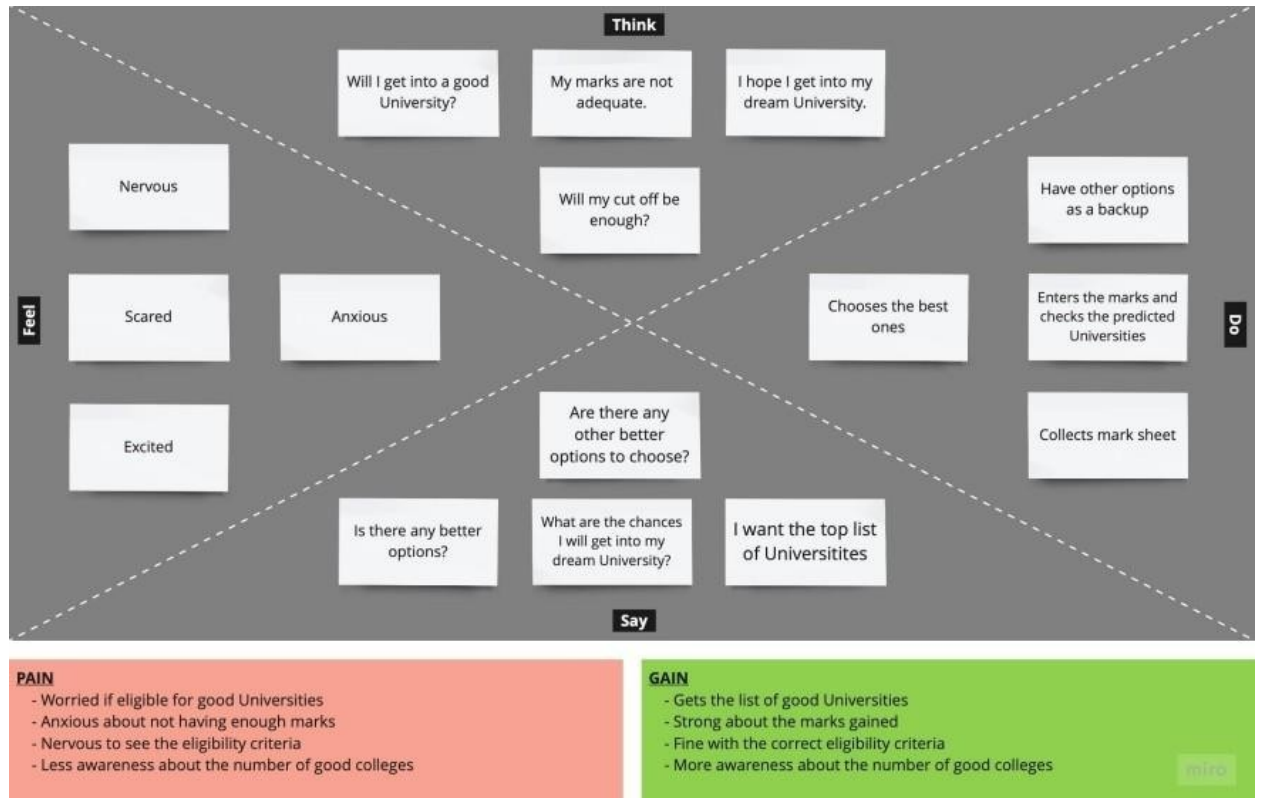 Think
Will I get into a good
University?
My marks are not
adequate.
I hope I get into my
dream University.
Will my cut off be
enough?
Feel
Nervous
Scared
Anxious
Excited
Have other options
as a backup
Chooses the best
ones
Enters the marks and
checks the predicted
Universities
Collects mark sheet
Do
Are there any
other better
options to choose?
Is there any better
options?
What are the chances
I will get into my
dream University?
I want the top list
of Universitites
Say
PAIN
- Worried if eligible for good Universities
- Anxious about not having enough marks
- Nervous to see the eligibility criteria
- Less awareness about the number of good colleges
GAIN
- Gets the list of good Universities
- Strong about the marks gained
- Fine with the correct eligibility criteria
- More awareness about the number of good colleges
miro